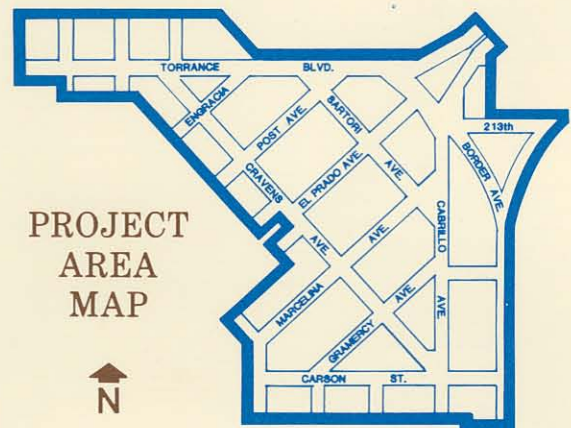 TORRANCE BLVD.
ENGRACIA
POST AVE.
SARTORI AVE.
213th
CRAVENS AVE.
EL PRADO AVE.
BORDER AVE.
CABRILLO AVE.
PROJECT
AREA
MAP
MARCELINA AVE.
GRAMERCY AVE.
CARSON ST.
N